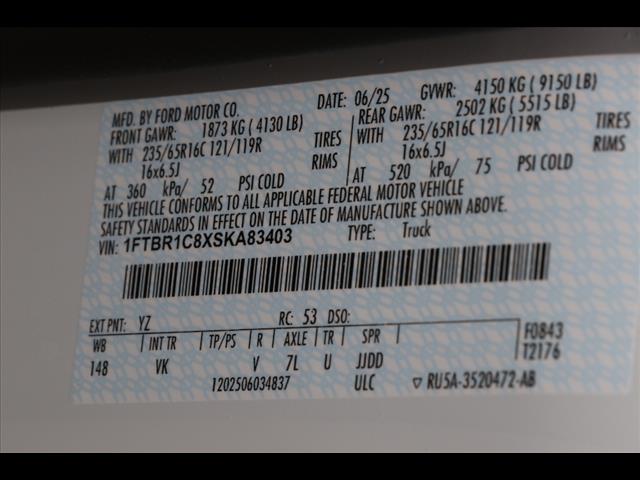 MFD. BY FORD MOTOR CO. DATE: 06/25 GVWR: 4150 KG ( 9150 LB)
FRONT GAWR: 1873 KG ( 4130 LB) REAR GAWR: 2502 KG ( 5515 LB)
WITH 235/65R16C 121/119R TIRES WITH 235/65R16C 121/119R TIRES
16x6.5J RIMS 16x6.5J RIMS
AT 360 kPa/ 52 PSI COLD AT 520 kPa/ 75 PSI COLD
THIS VEHICLE CONFORMS TO ALL APPLICABLE FEDERAL MOTOR VEHICLE
SAFETY STANDARDS IN EFFECT ON THE DATE OF MANUFACTURE SHOWN ABOVE.
VIN: 1FTBR1C8XSKA83403 TYPE: Truck
EXT PNT: YZ RC: 53 DSO:
WB INT TR TP/PS R AXLE TR SPR F0843
148 VK V 7L U JJDD T2176
1202506034837 ULC ▽ RU5A-3520472-AB